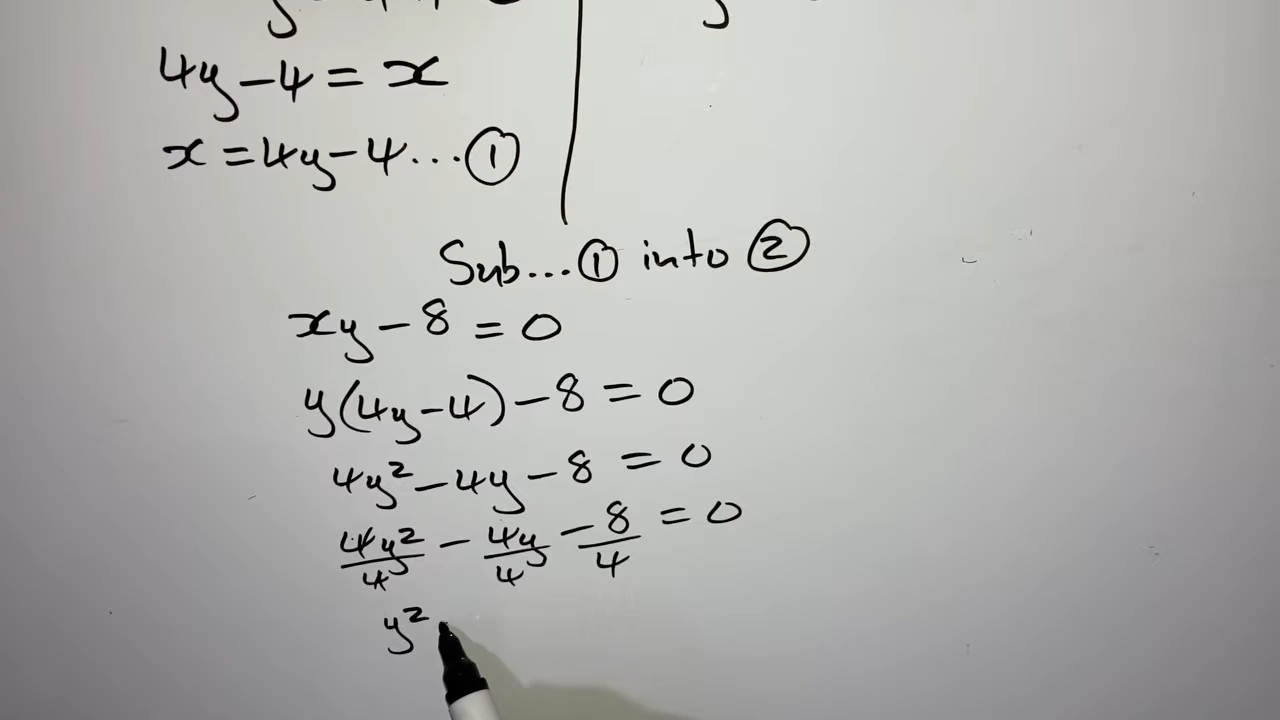 4y - 4 = x
x = 4y - 4 ... ①
Sub... ① into ②
xy - 8 = 0
y(4y - 4) - 8 = 0
4y² - 4y - 8 = 0
4y²/4 - 4y/4 - 8/4 = 0
y²